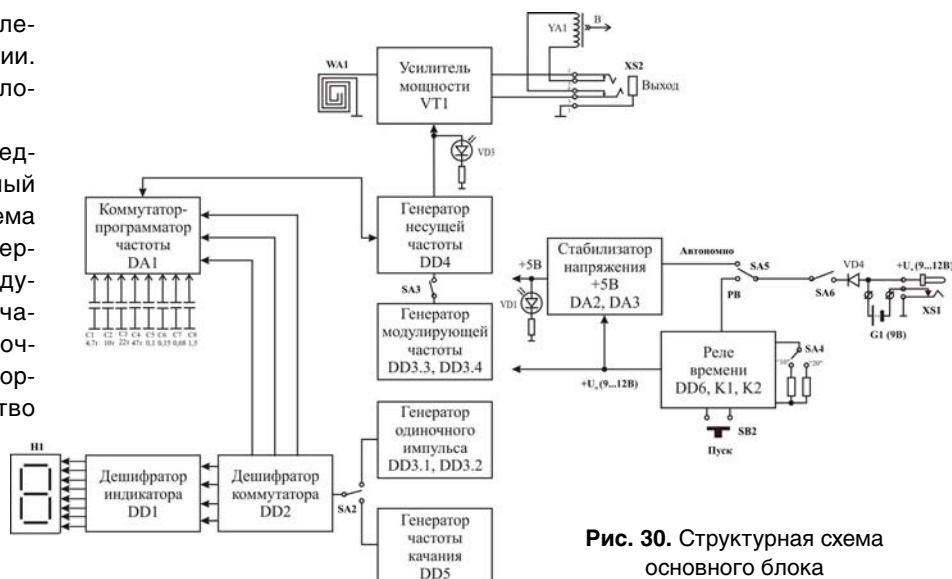 ле-
ии.
ло-
ед-
ный
ема
ер-
ду-
ча-
оч-
ор-
тво
WA1
Усилитель
мощности
VT1
YA1
B
XS2
Выход
VD3
Коммутатор-
программатор
частоты
DA1
C1 C2 C3 C4 C5 C6 C7 C8
4,7т 10т 22т 47т 0,1 0,15 0,68 1,5
Генератор
несущей
частоты
DD4
SA3
Генератор
модулирующей
частоты
DD3.3, DD3.4
+5В
VD1
Стабилизатор
напряжения
+5В
DA2, DA3
Автономно
SA5
РВ
SA6
VD4
+Uп(9...12В)
XS1
G1 (9В)
+Uп(9...12В)
Реле
времени
DD6, K1, K2
SA4
"10" "20"
SB2
Пуск
H1
Дешифратор
индикатора
DD1
Дешифратор
коммутатора
DD2
SA2
Генератор
одиночного
импульса
DD3.1, DD3.2
Генератор
частоты
качания
DD5
Рис. 30. Структурная схема
основного блока